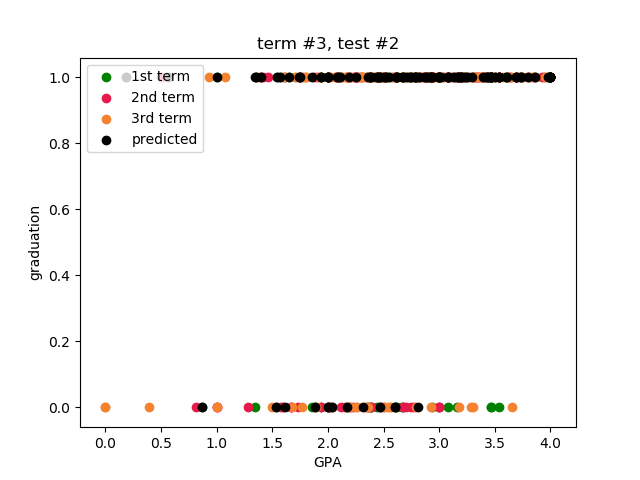 term #3, test #2
1st term
2nd term
3rd term
predicted
graduation
1.0
0.8
0.6
0.4
0.2
0.0
0.0 0.5 1.0 1.5 2.0 2.5 3.0 3.5 4.0
GPA